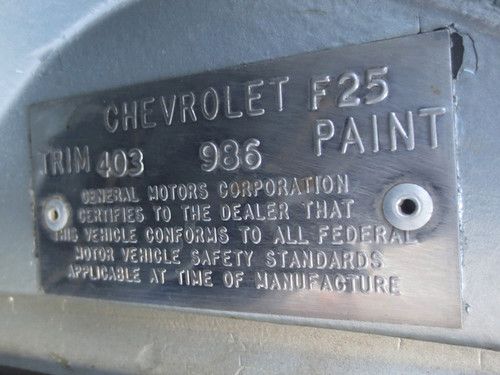 CHEVROLET F25
TRIM 403 986 PAINT
GENERAL MOTORS CORPORATION
CERTIFIES TO THE DEALER THAT
THIS VEHICLE CONFORMS TO ALL FEDERAL
MOTOR VEHICLE SAFETY STANDARDS
APPLICABLE AT TIME OF MANUFACTURE